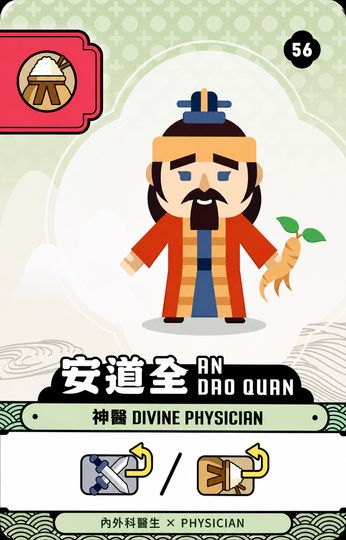 56
安道全 AN DAO QUAN
神醫 DIVINE PHYSICIAN
/
內外科醫生 × PHYSICIAN